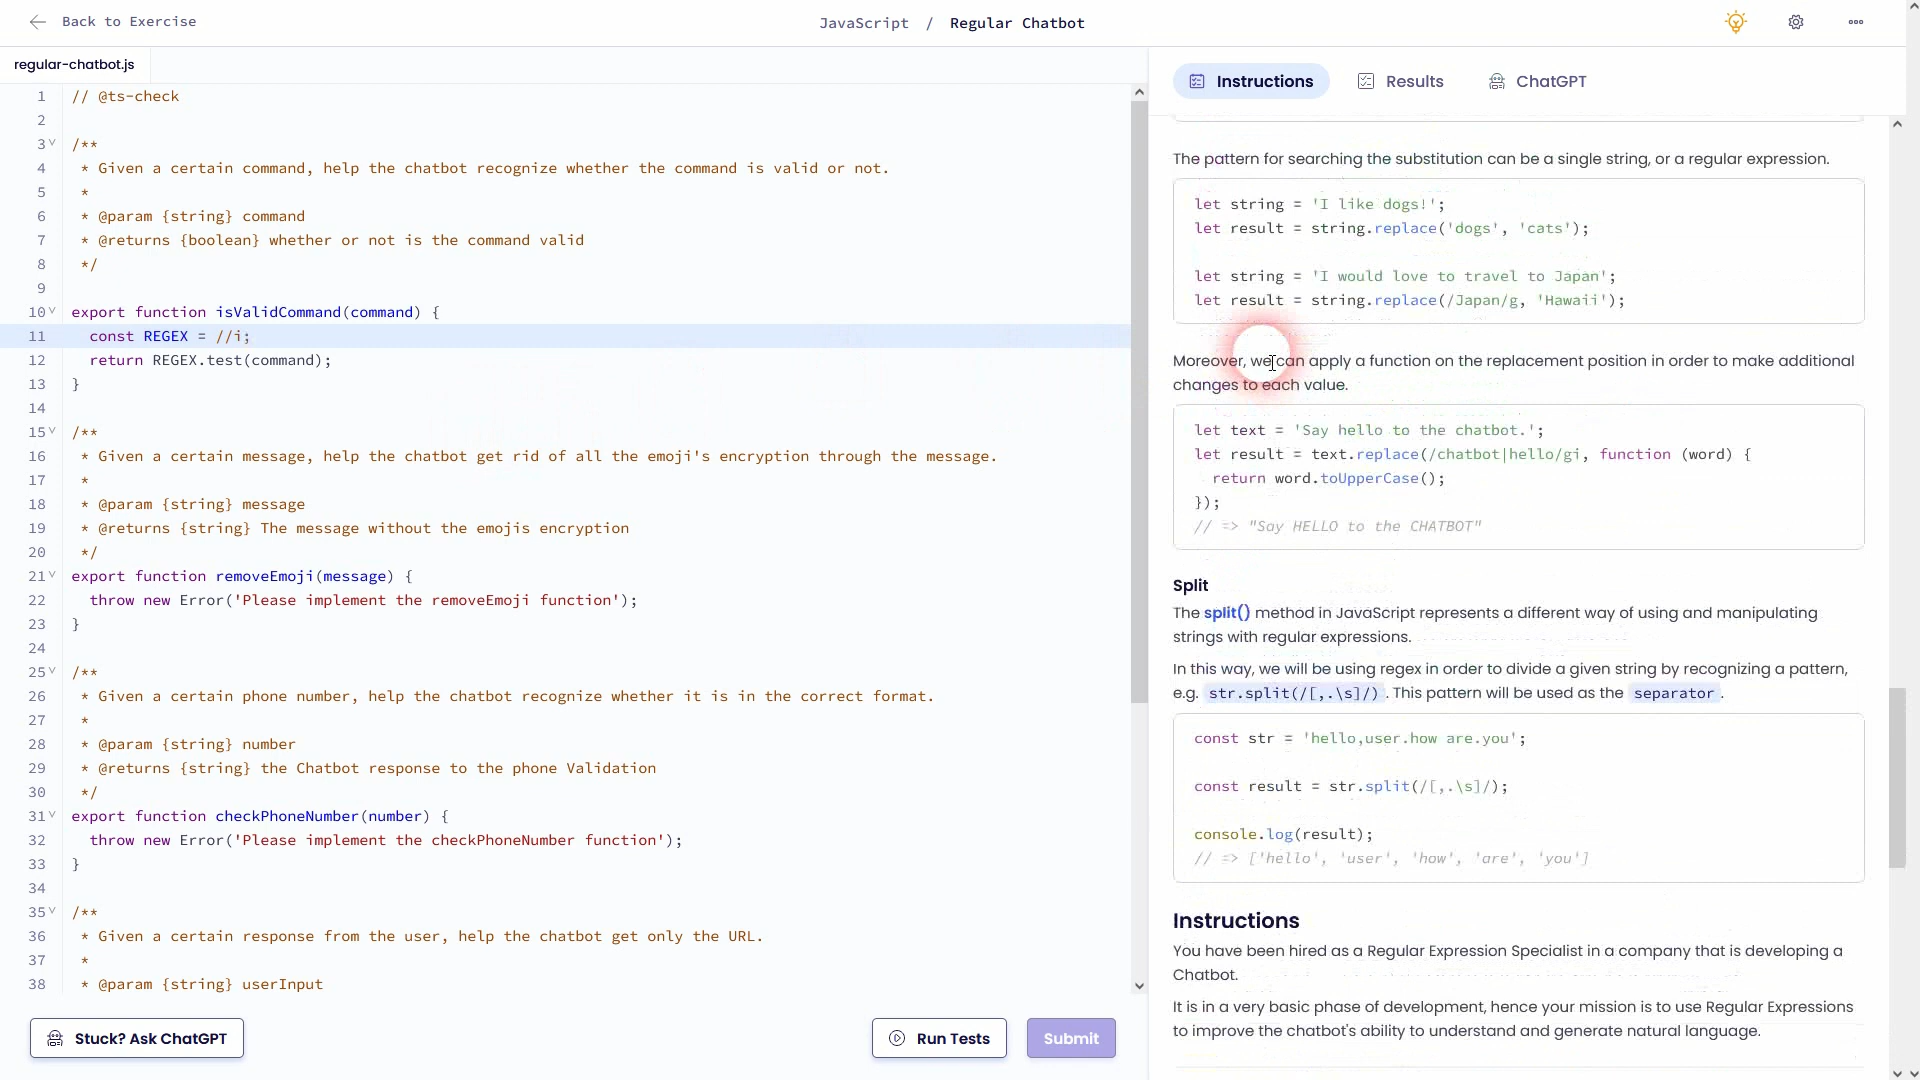 Back to Exercise
JavaScript / Regular Chatbot
regular-chatbot.js
1 // @ts-check
2
3 /**
4 * Given a certain command, help the chatbot recognize whether the command is valid or not.
5 *
6 * @param {string} command
7 * @returns {boolean} whether or not is the command valid
8 */
9
10 export function isValidCommand(command) {
11 const REGEX = //i;
12 return REGEX.test(command);
13 }
14
15 /**
16 * Given a certain message, help the chatbot get rid of all the emoji's encryption through the message.
17 *
18 * @param {string} message
19 * @returns {string} The message without the emojis encryption
20 */
21 export function removeEmoji(message) {
22 throw new Error('Please implement the removeEmoji function');
23 }
24
25 /**
26 * Given a certain phone number, help the chatbot recognize whether it is in the correct format.
27 *
28 * @param {string} number
29 * @returns {string} the Chatbot response to the phone Validation
30 */
31 export function checkPhoneNumber(number) {
32 throw new Error('Please implement the checkPhoneNumber function');
33 }
34
35 /**
36 * Given a certain response from the user, help the chatbot get only the URL.
37 *
38 * @param {string} userInput
Stuck? Ask ChatGPT
Run Tests
Submit
Instructions
Results
ChatGPT
The pattern for searching the substitution can be a single string, or a regular expression.
let string = 'I like dogs!';
let result = string.replace('dogs', 'cats');
let string = 'I would love to travel to Japan';
let result = string.replace(/Japan/g, 'Hawaii');
Moreover, we can apply a function on the replacement position in order to make additional
changes to each value.
let text = 'Say hello to the chatbot.';
let result = text.replace(/chatbot|hello/gi, function (word) {
return word.toUpperCase();
});
// => "Say HELLO to the CHATBOT"
Split
The split() method in JavaScript represents a different way of using and manipulating
strings with regular expressions.
In this way, we will be using regex in order to divide a given string by recognizing a pattern,
e.g. str.split(/[,.\s]/). This pattern will be used as the separator.
const str = 'hello,user.how are.you';
const result = str.split(/[,.\s]/);
console.log(result);
// => ['hello', 'user', 'how', 'are', 'you']
Instructions
You have been hired as a Regular Expression Specialist in a company that is developing a
Chatbot.
It is in a very basic phase of development, hence your mission is to use Regular Expressions
to improve the chatbot's ability to understand and generate natural language.